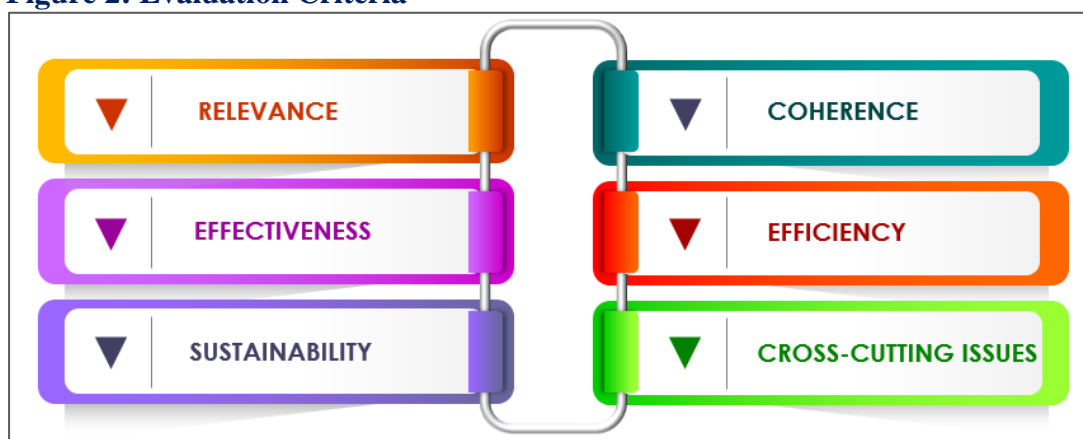 Figure 2: Evaluation Criteria
RELEVANCE
COHERENCE
EFFECTIVENESS
EFFICIENCY
SUSTAINABILITY
CROSS-CUTTING ISSUES